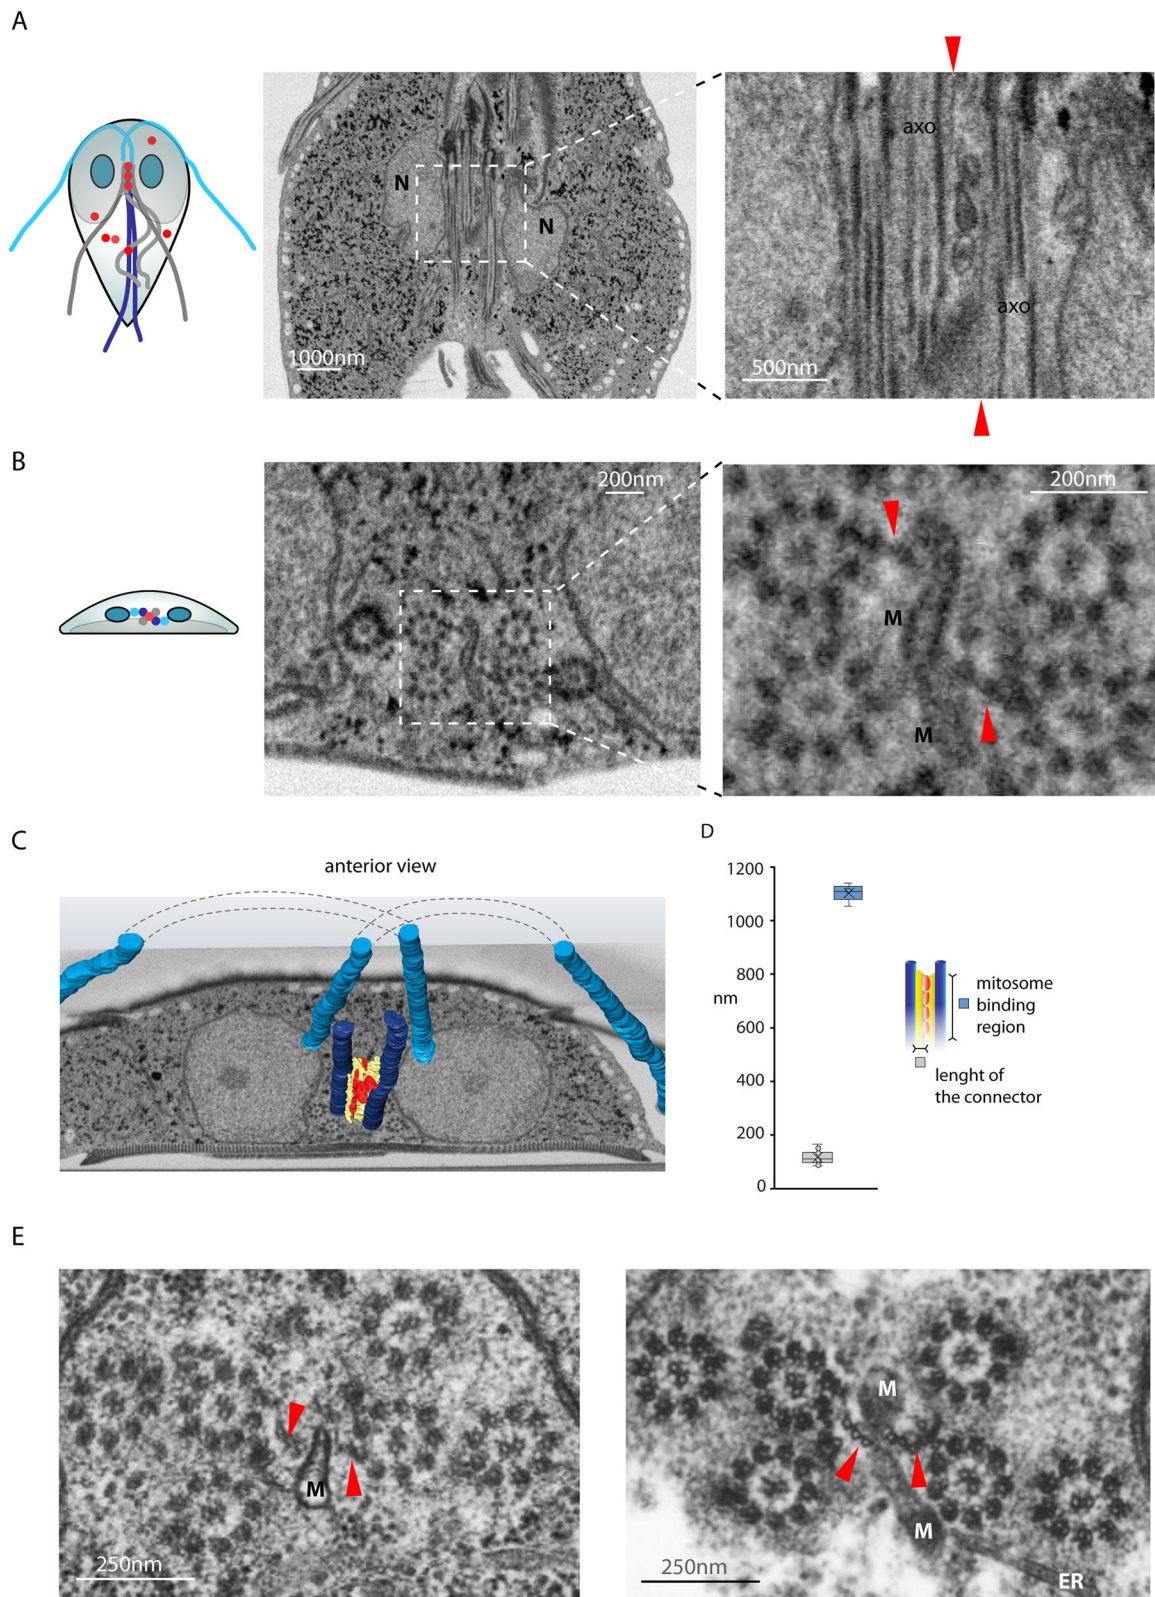 A
N
N
1000nm
axo
axo
500nm
B
200nm
M
M
200nm
C
anterior view
D
1200
1000
800
nm
600
400
200
0
mitosome
binding
region
lenght of
the connector
E
M
250nm
M
M
ER
250nm